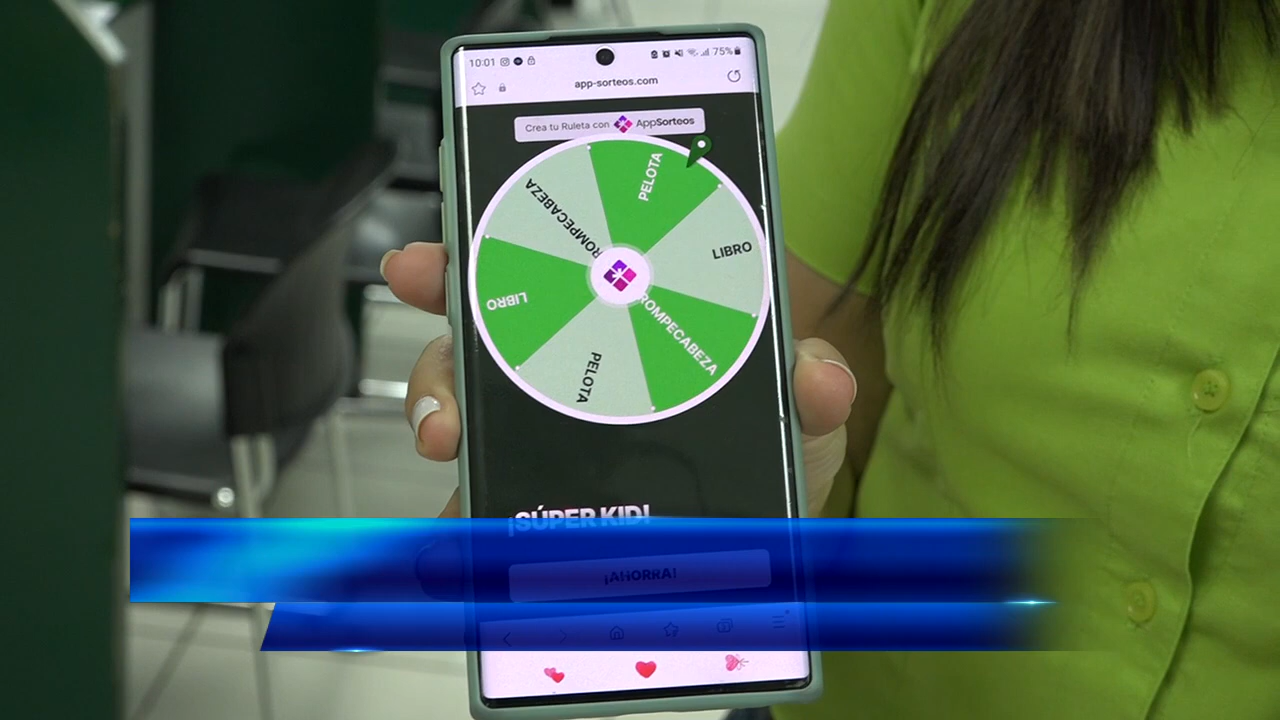 10:01
75%
app-sorteos.com
Crea tu Ruleta con AppSorteos
PELOTA
LIBRO
ROMPECABEZA
PELOTA
LIBRO
ROMPECABEZA
¡SÚPER KID!
¡AHORRA!